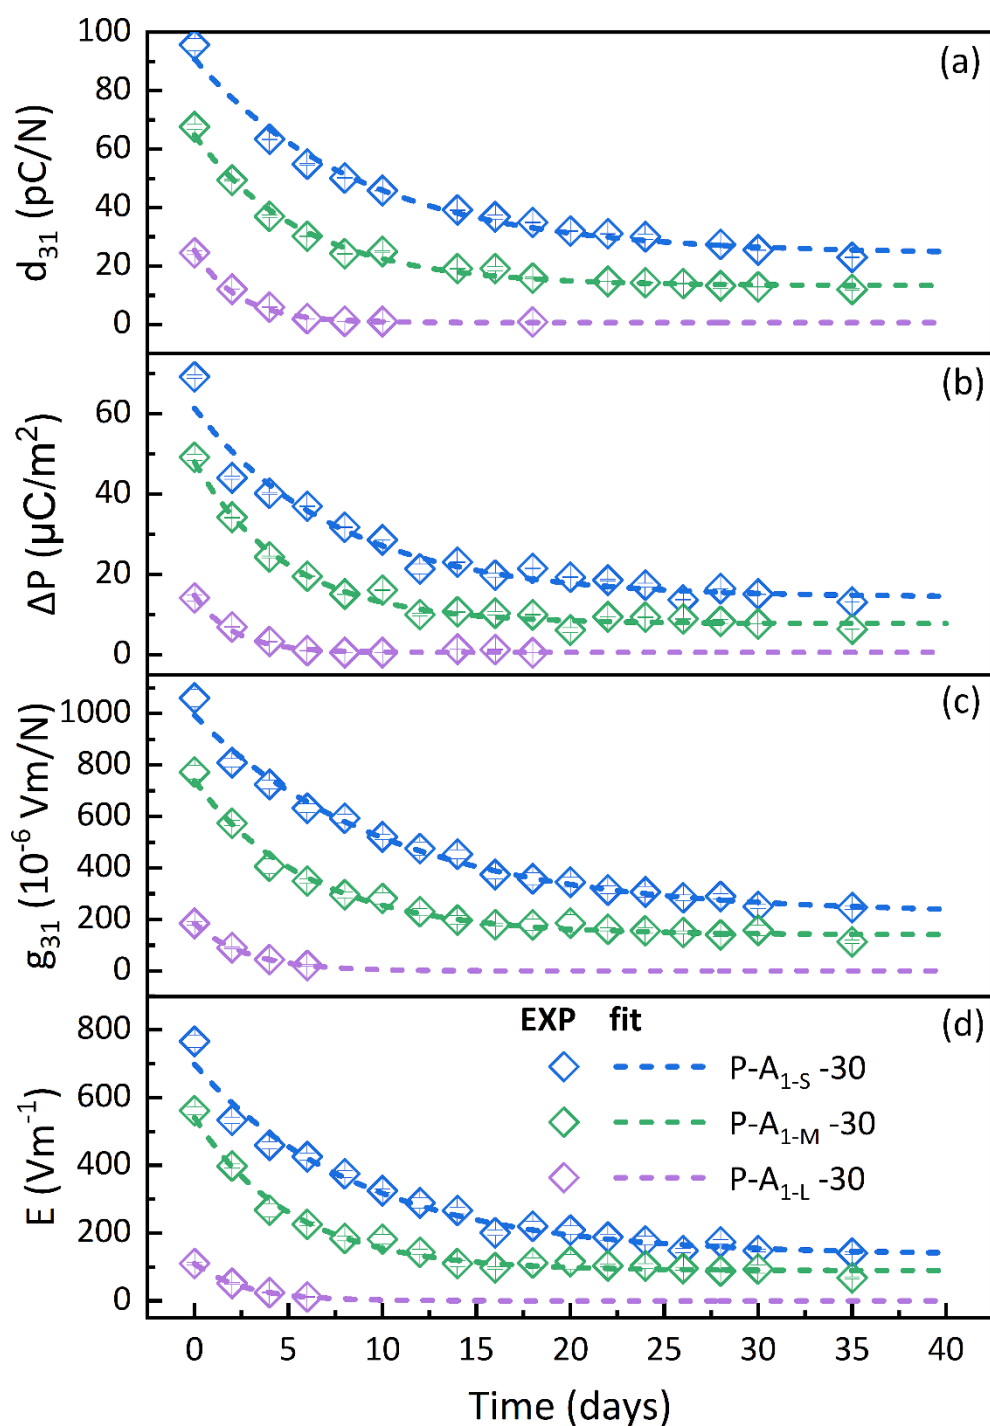 100
(a)
80
60
40
20
0
d31 (pC/N)
(b)
60
40
20
0
ΔP (μC/m²)
(c)
1000
800
600
400
200
0
g31 (10⁻⁶ Vm/N)
EXP fit (d)
800
P-A1-S -30
600
P-A1-M -30
400
P-A1-L -30
200
0
E (Vm⁻¹)
0 5 10 15 20 25 30 35 40
Time (days)